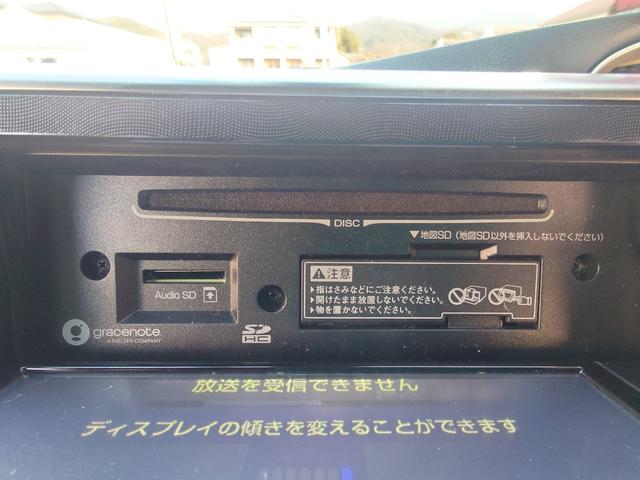 DISC
▼地図SD(地図SD以外を挿入しないでください)
⚠注意
▶指はさみなどにご注意ください。
▶開けたまま放置しないでください。
▶物を置かないでください。
Audio SD
gracenote.
A NIELSEN COMPANY
SD
HC
放送を受信できません
ディスプレイの傾きを変えることができます